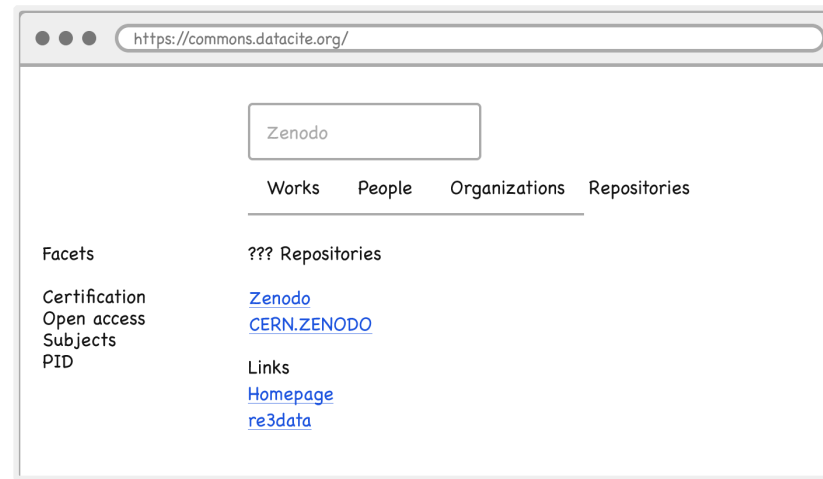 https://commons.datacite.org/
Zenodo
Works People Organizations Repositories
Facets
Certification
Open access
Subjects
PID
??? Repositories
Zenodo
CERN.ZENODO
Links
Homepage
re3data